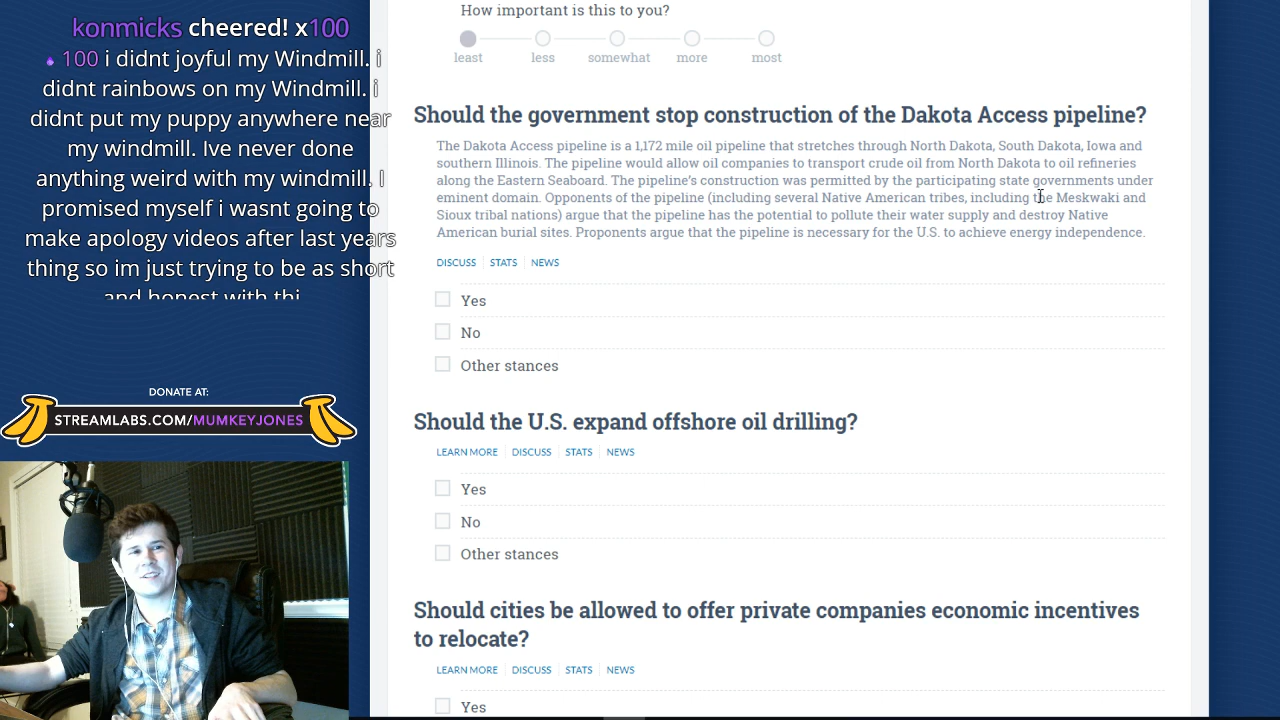 konmicks cheered! x100
100 i didnt joyful my Windmill. i
didnt rainbows on my Windmill. i
didnt put my puppy anywhere near
my windmill. Ive never done
anything weird with my windmill. I
promised myself i wasnt going to
make apology videos after last years
thing so im just trying to be as short
and honest with thi
DONATE AT:
STREAMLABS.COM/MUMKEYJONES
How important is this to you?
least less somewhat more most
Should the government stop construction of the Dakota Access pipeline?
The Dakota Access pipeline is a 1,172 mile oil pipeline that stretches through North Dakota, South Dakota, Iowa and
southern Illinois. The pipeline would allow oil companies to transport crude oil from North Dakota to oil refineries
along the Eastern Seaboard. The pipeline's construction was permitted by the participating state governments under
eminent domain. Opponents of the pipeline (including several Native American tribes, including the Meskwaki and
Sioux tribal nations) argue that the pipeline has the potential to pollute their water supply and destroy Native
American burial sites. Proponents argue that the pipeline is necessary for the U.S. to achieve energy independence.
DISCUSS STATS NEWS
Yes
No
Other stances
Should the U.S. expand offshore oil drilling?
LEARN MORE DISCUSS STATS NEWS
Yes
No
Other stances
Should cities be allowed to offer private companies economic incentives
to relocate?
LEARN MORE DISCUSS STATS NEWS
Yes